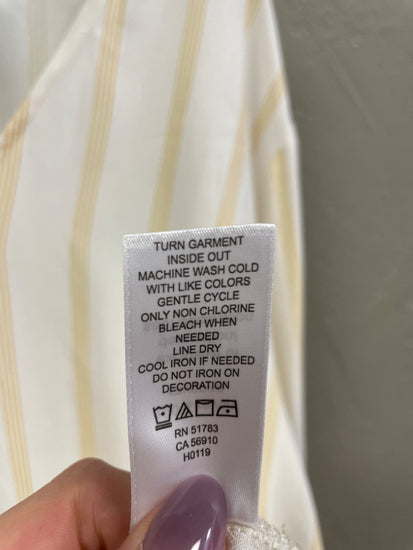 TURN GARMENT
INSIDE OUT
MACHINE WASH COLD
WITH LIKE COLORS
GENTLE CYCLE
ONLY NON CHLORINE
BLEACH WHEN
NEEDED
LINE DRY
COOL IRON IF NEEDED
DO NOT IRON ON
DECORATION
RN 51783
CA 56910
H0119